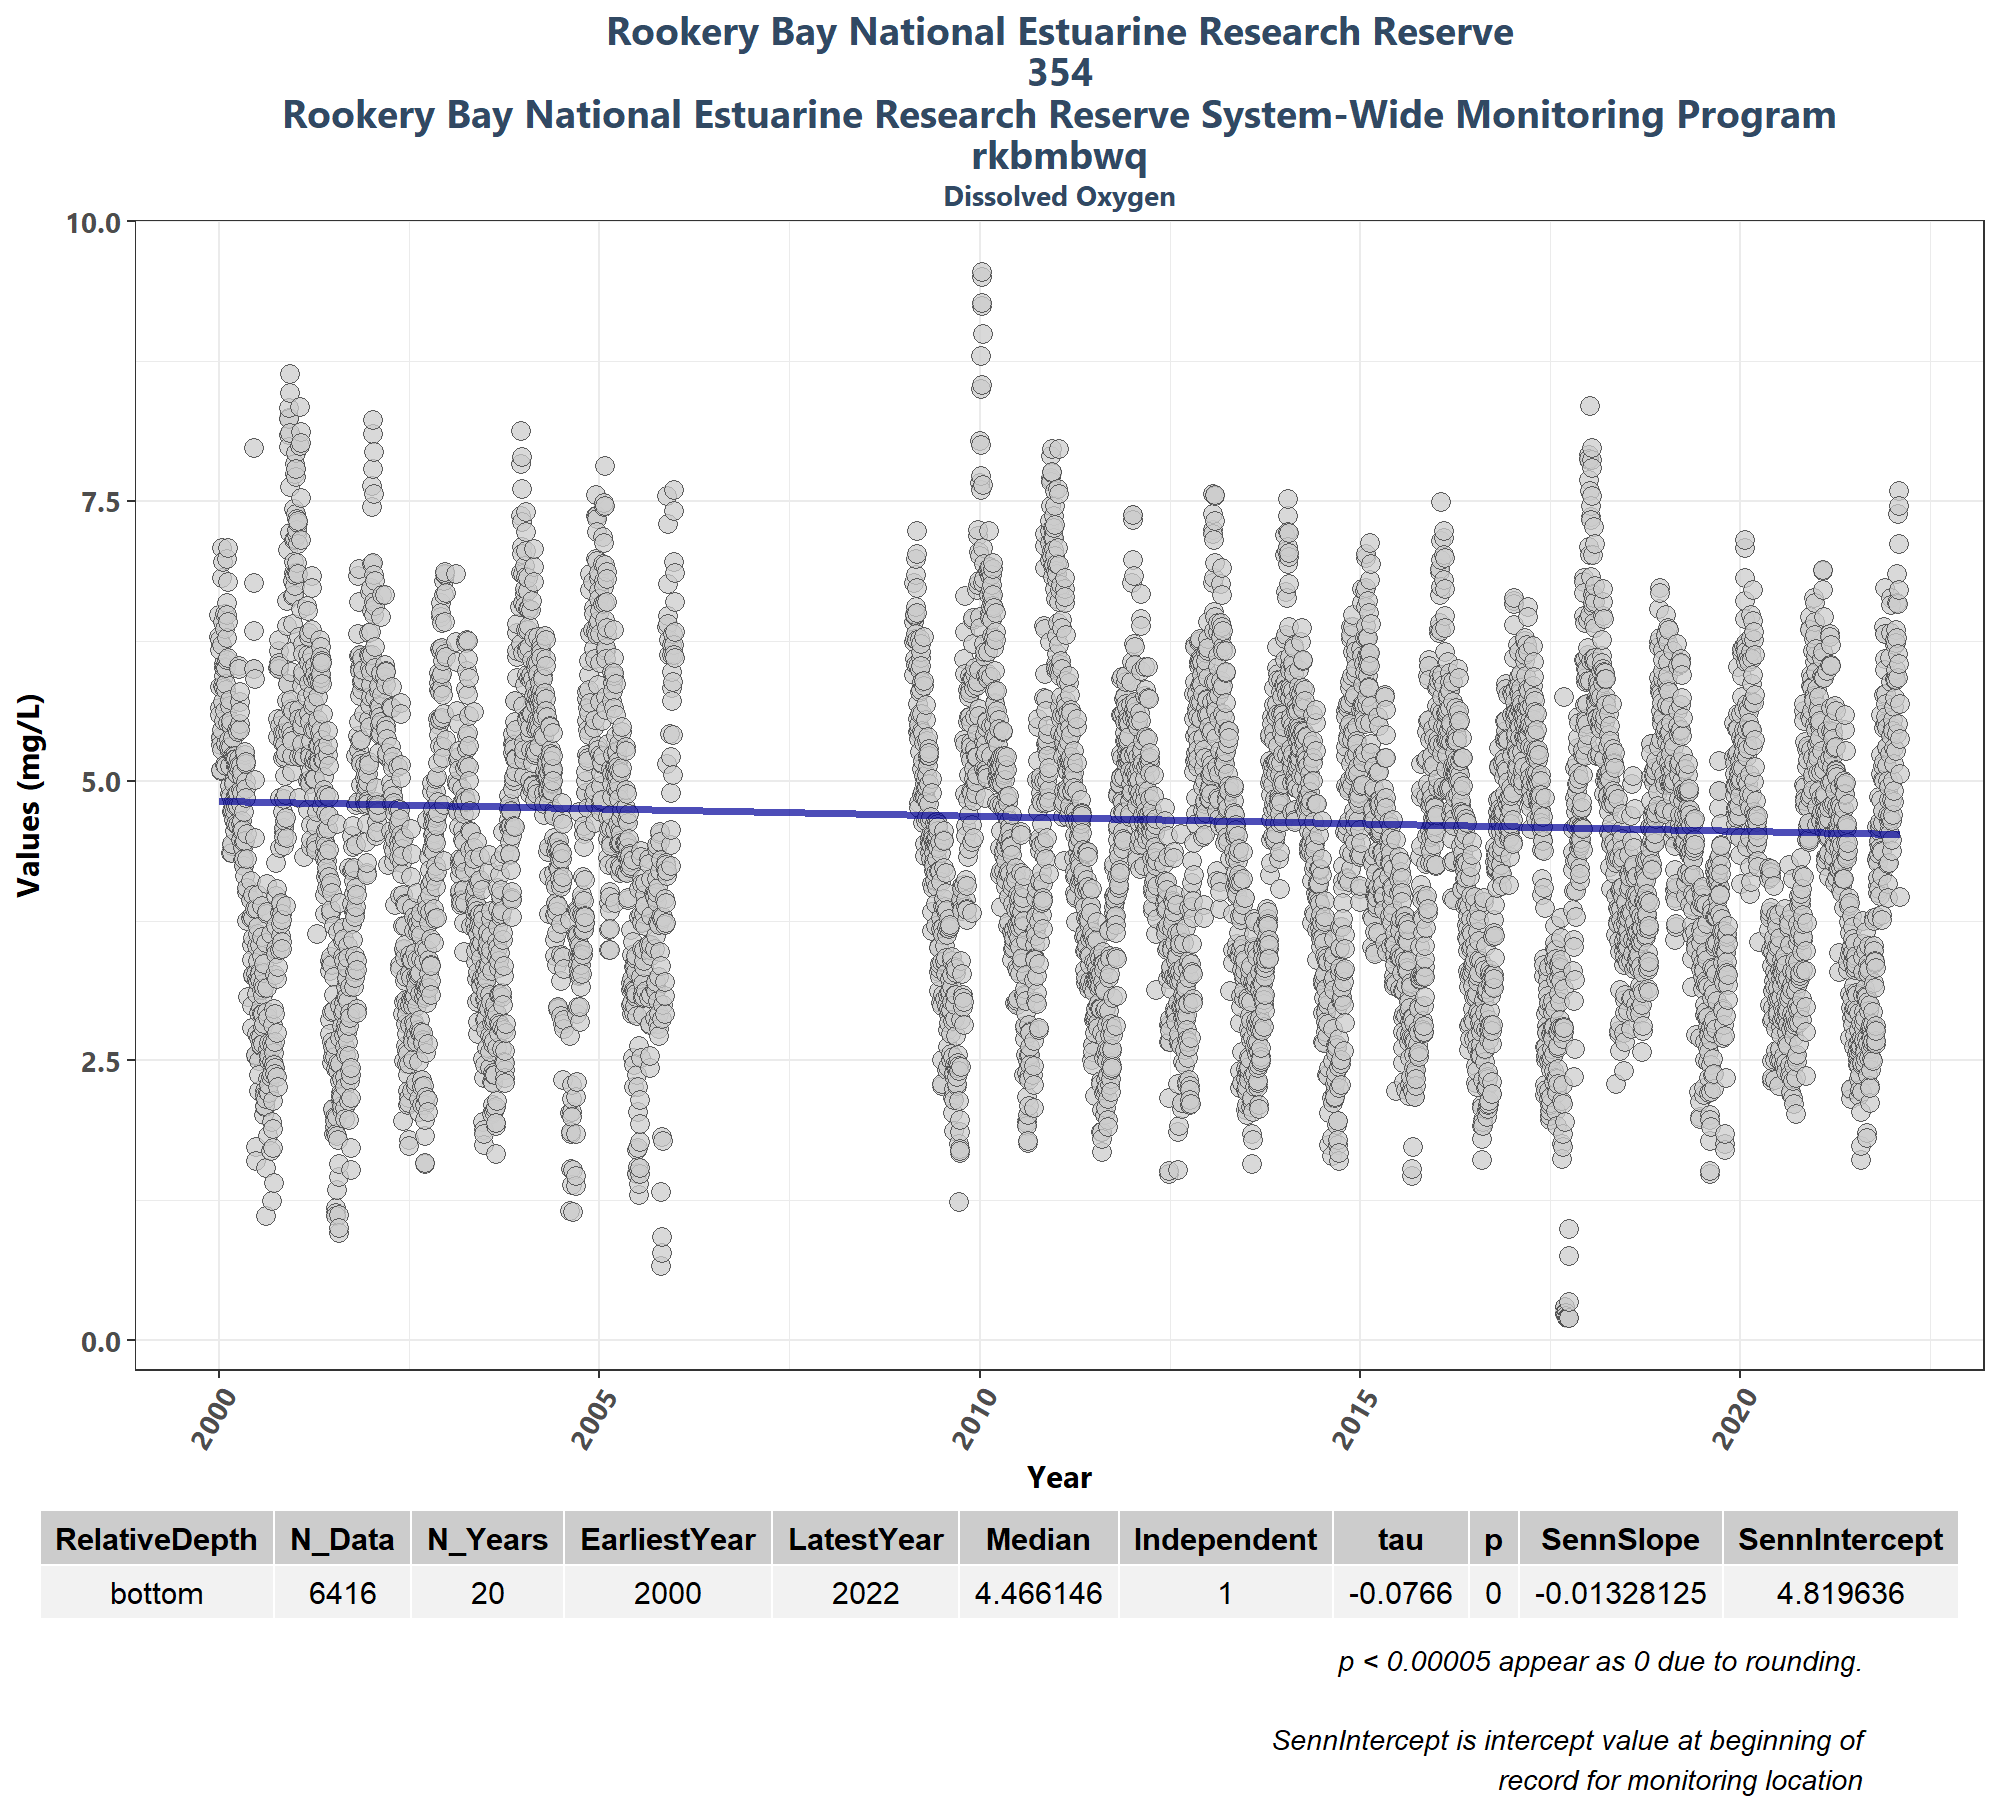 Rookery Bay National Estuarine Research Reserve
354
Rookery Bay National Estuarine Research Reserve System-Wide Monitoring Program
rkbmbwq
Dissolved Oxygen
10.0
7.5
5.0
2.5
0.0
Values (mg/L)
2000
2005
2010
2015
2020
Year
RelativeDepth N_Data N_Years EarliestYear LatestYear Median Independent tau p SennSlope SennIntercept
bottom 6416 20 2000 2022 4.466146 1 -0.0766 0 -0.01328125 4.819636
p < 0.00005 appear as 0 due to rounding.
SennIntercept is intercept value at beginning of
record for monitoring location